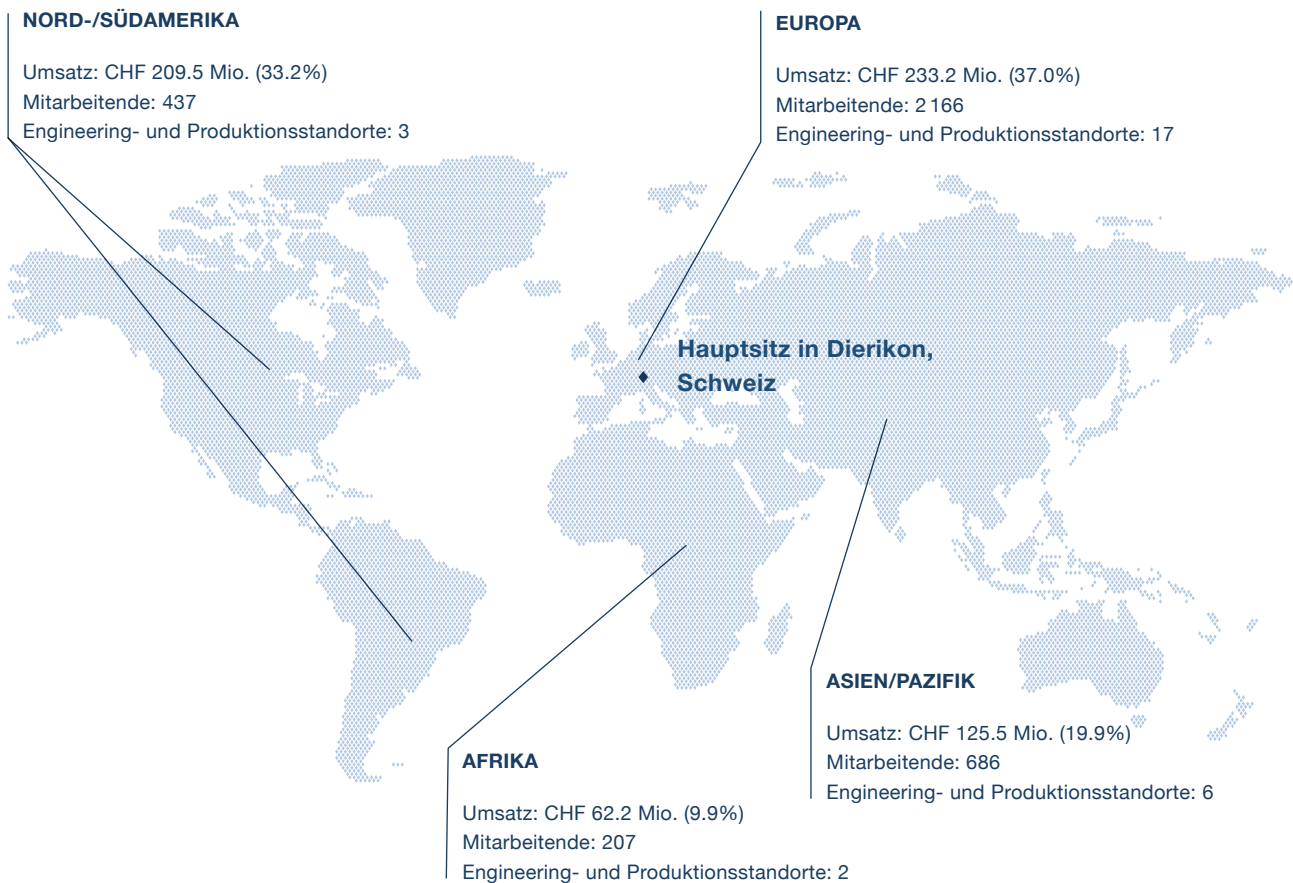 NORD-/SÜDAMERIKA
Umsatz: CHF 209.5 Mio. (33.2%)
Mitarbeitende: 437
Engineering- und Produktionsstandorte: 3
EUROPA
Umsatz: CHF 233.2 Mio. (37.0%)
Mitarbeitende: 2 166
Engineering- und Produktionsstandorte: 17
Hauptsitz in Dierikon,
Schweiz
ASIEN/PAZIFIK
Umsatz: CHF 125.5 Mio. (19.9%)
Mitarbeitende: 686
Engineering- und Produktionsstandorte: 6
AFRIKA
Umsatz: CHF 62.2 Mio. (9.9%)
Mitarbeitende: 207
Engineering- und Produktionsstandorte: 2